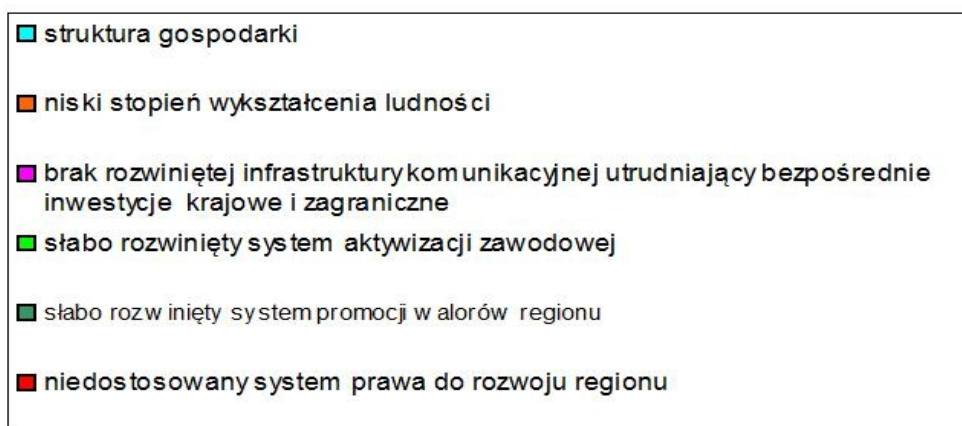 struktura gospodarki
niski stopień wykształcenia ludności
brak rozwiniętej infrastruktury komunikacyjnej utrudniający bezpośrednie
inwestycje krajowe i zagraniczne
słabo rozwinięty system aktywizacji zawodowej
słabo rozwinięty system promocji walorów regionu
niedostosowany system prawa do rozwoju regionu